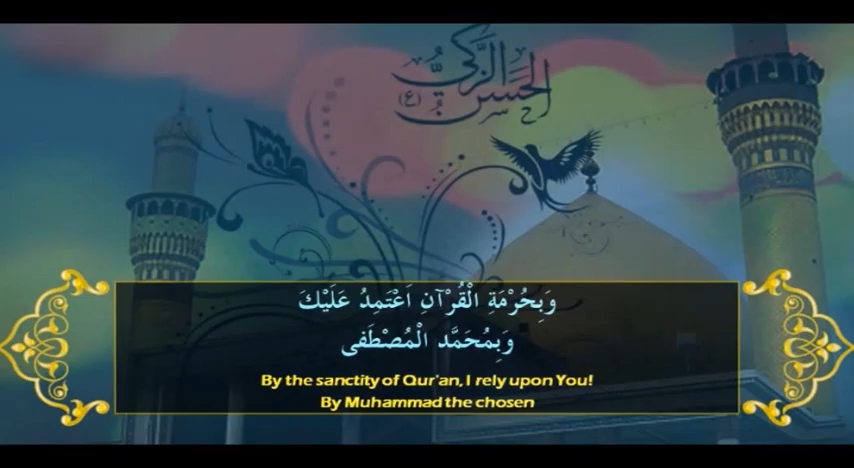 الحسن الزكي
(ع)
وَبِحُرْمَةِ الْقُرْآنِ اَعْتَمِدُ عَلَيْكَ
وَبِمُحَمَّد الْمُصْطَفى
By the sanctity of Qur'an, I rely upon You!
By Muhammad the chosen